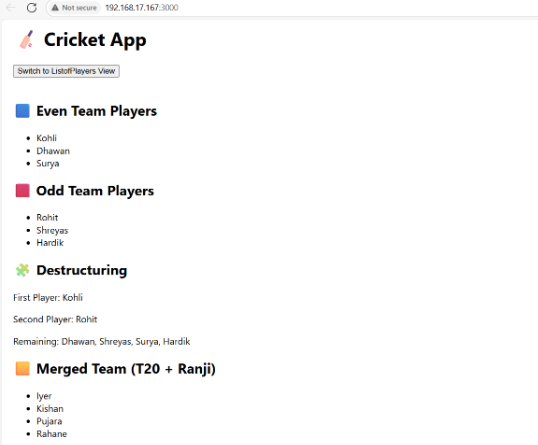 Not secure 192.168.17.167:3000
Cricket App
Switch to ListofPlayers View
Even Team Players
Kohli
Dhawan
Surya
Odd Team Players
Rohit
Shreyas
Hardik
Destructuring
First Player: Kohli
Second Player: Rohit
Remaining: Dhawan, Shreyas, Surya, Hardik
Merged Team (T20 + Ranji)
Iyer
Kishan
Pujara
Rahane